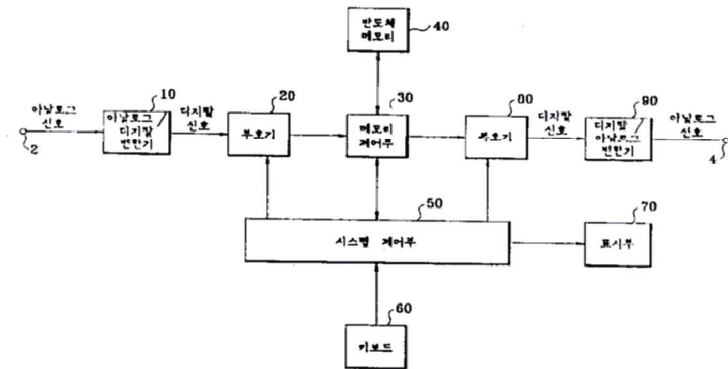 반도체
메모리
40
아날로그
신호
2
10
아날로그
디지탈
변환기
디지탈
신호
20
부호기
30
메모리
제어부
80
복호기
디지탈
신호
90
디지탈
아날로그
변환기
아날로그
신호
4
50
시스템 제어부
70
표시부
60
키보드